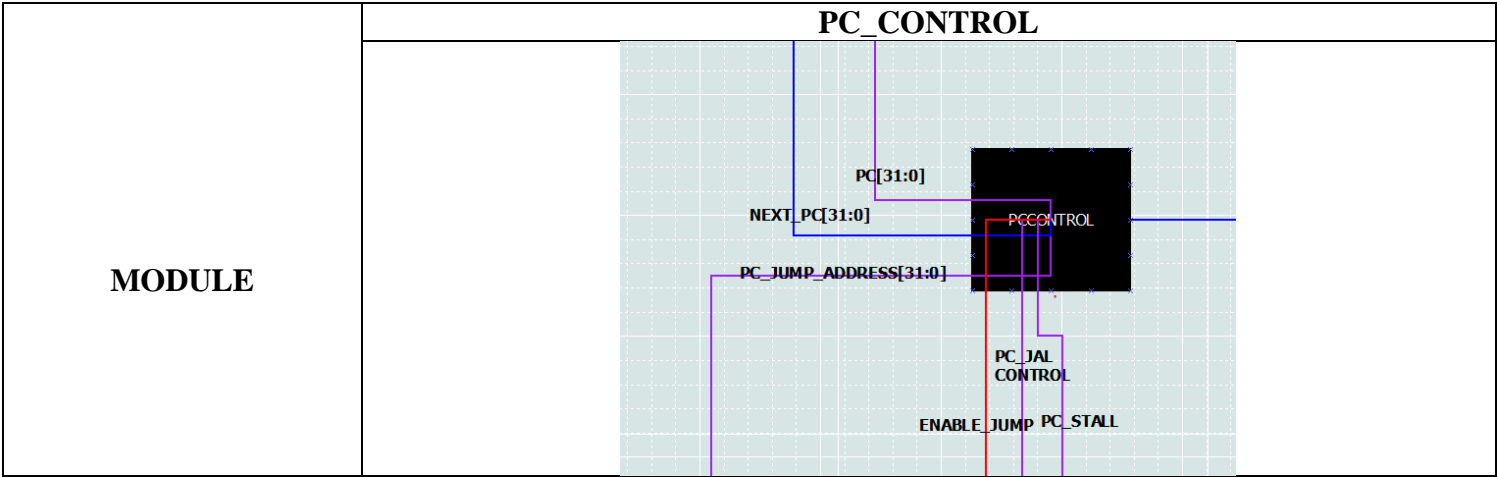 PC_CONTROL
MODULE
PC[31:0]
NEXT_PC[31:0]
PCCONTROL
PC_JUMP_ADDRESS[31:0]
PC_JAL
CONTROL
ENABLE_JUMP
PC_STALL